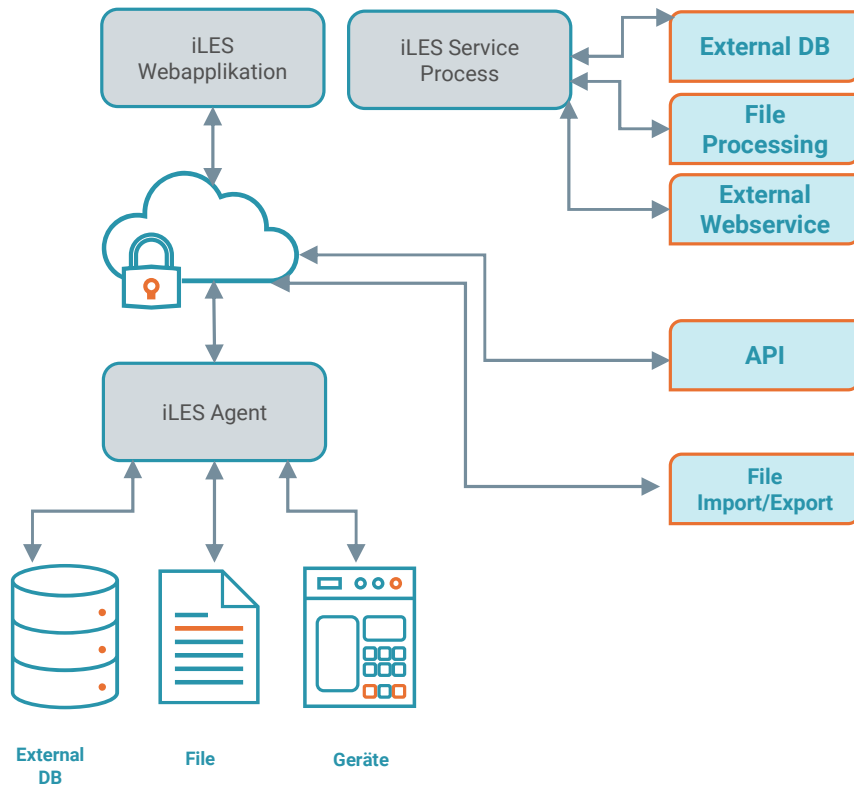 iLES
Webapplikation
iLES Service
Process
External DB
File
Processing
External
Webservice
API
iLES Agent
File
Import/Export
External
DB
File
Geräte